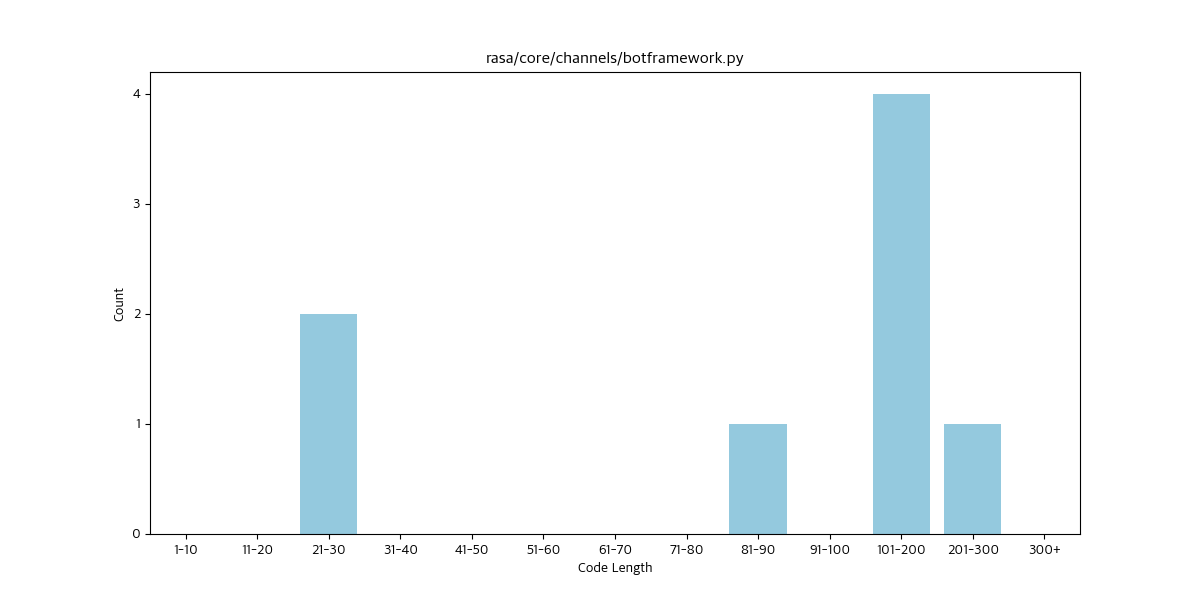 rasa/core/channels/botframework.py
4
3
2
1
0
Count
1-10 11-20 21-30 31-40 41-50 51-60 61-70 71-80 81-90 91-100 101-200 201-300 300+
Code Length